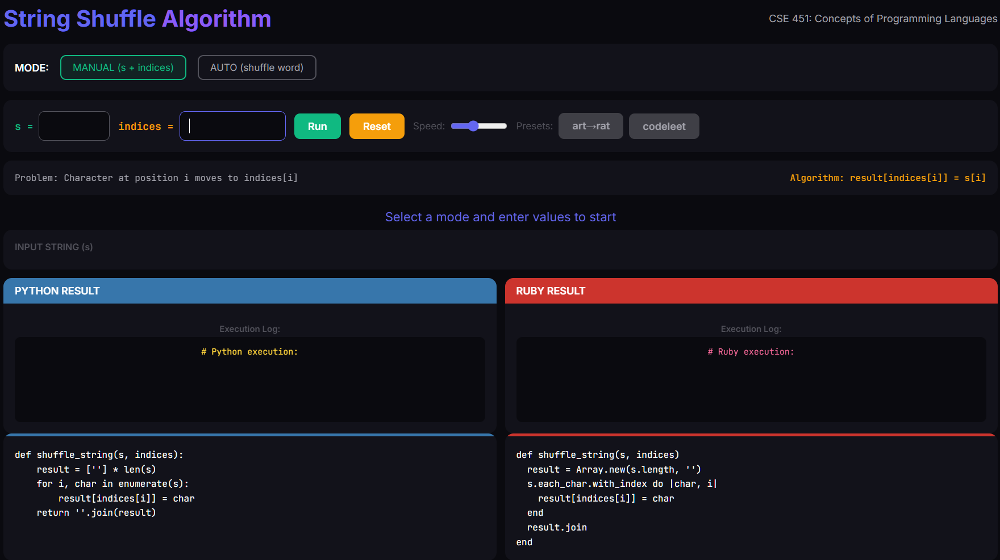 String Shuffle Algorithm
CSE 451: Concepts of Programming Languages
MODE:
MANUAL (s + indices)
AUTO (shuffle word)
s =
indices =
Run
Reset
Speed:
Presets:
art→rat
codeleet
Problem: Character at position i moves to indices[i]
Algorithm: result[indices[i]] = s[i]
Select a mode and enter values to start
INPUT STRING (s)
PYTHON RESULT
Execution Log:
# Python execution:
def shuffle_string(s, indices):
    result = [''] * len(s)
    for i, char in enumerate(s):
        result[indices[i]] = char
    return ''.join(result)
RUBY RESULT
Execution Log:
# Ruby execution:
def shuffle_string(s, indices)
  result = Array.new(s.length, '')
  s.each_char.with_index do |char, i|
    result[indices[i]] = char
  end
  result.join
end